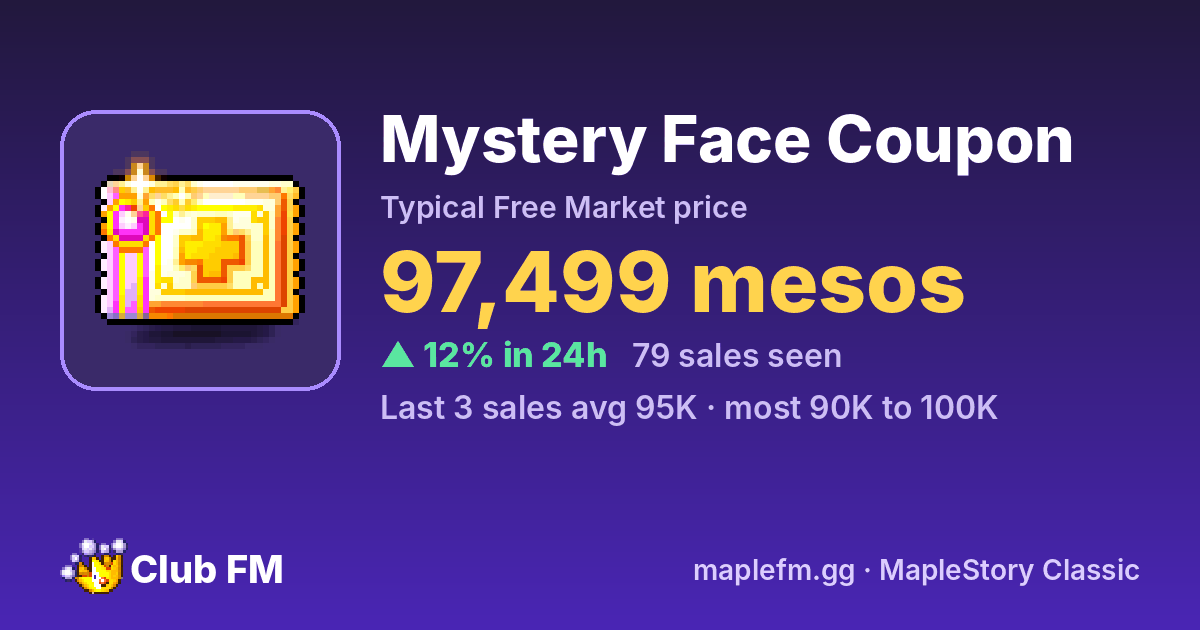 Mystery Face Coupon
Typical Free Market price
97,499 mesos
▲ 12% in 24h 79 sales seen
Last 3 sales avg 95K · most 90K to 100K
Club FM
maplefm.gg · MapleStory Classic